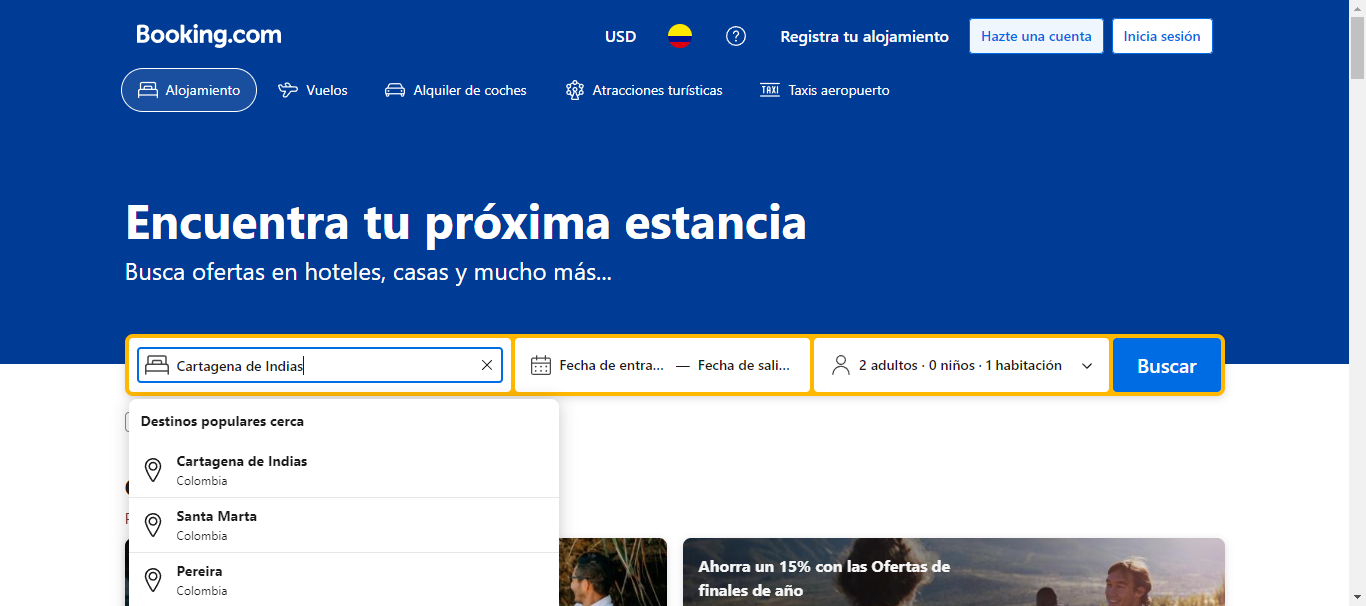 Booking.com
USD
Registra tu alojamiento
Hazte una cuenta
Inicia sesión
Alojamiento
Vuelos
Alquiler de coches
Atracciones turísticas
TAXI
Taxis aeropuerto
Encuentra tu próxima estancia
Busca ofertas en hoteles, casas y mucho más...
Cartagena de Indias
Fecha de entra... — Fecha de sali...
2 adultos · 0 niños · 1 habitación
Buscar
Destinos populares cerca
Cartagena de Indias
Colombia
Santa Marta
Colombia
Pereira
Colombia
Ahorra un 15% con las Ofertas de
finales de año